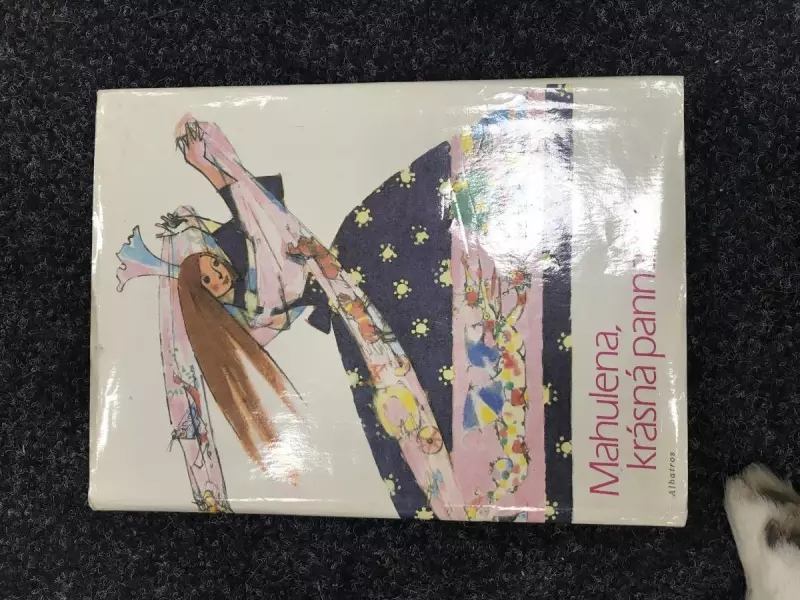 Mahulena,
krásná pann
Albatros